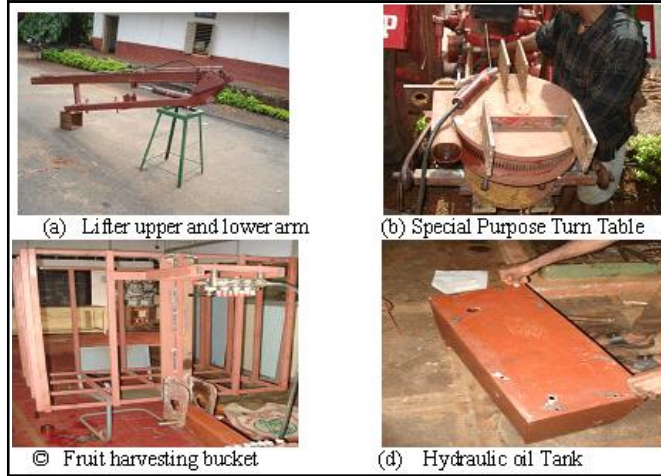 (a) Lifter upper and lower arm
(b) Special Purpose Turn Table
© Fruit harvesting bucket
(d) Hydraulic oil Tank